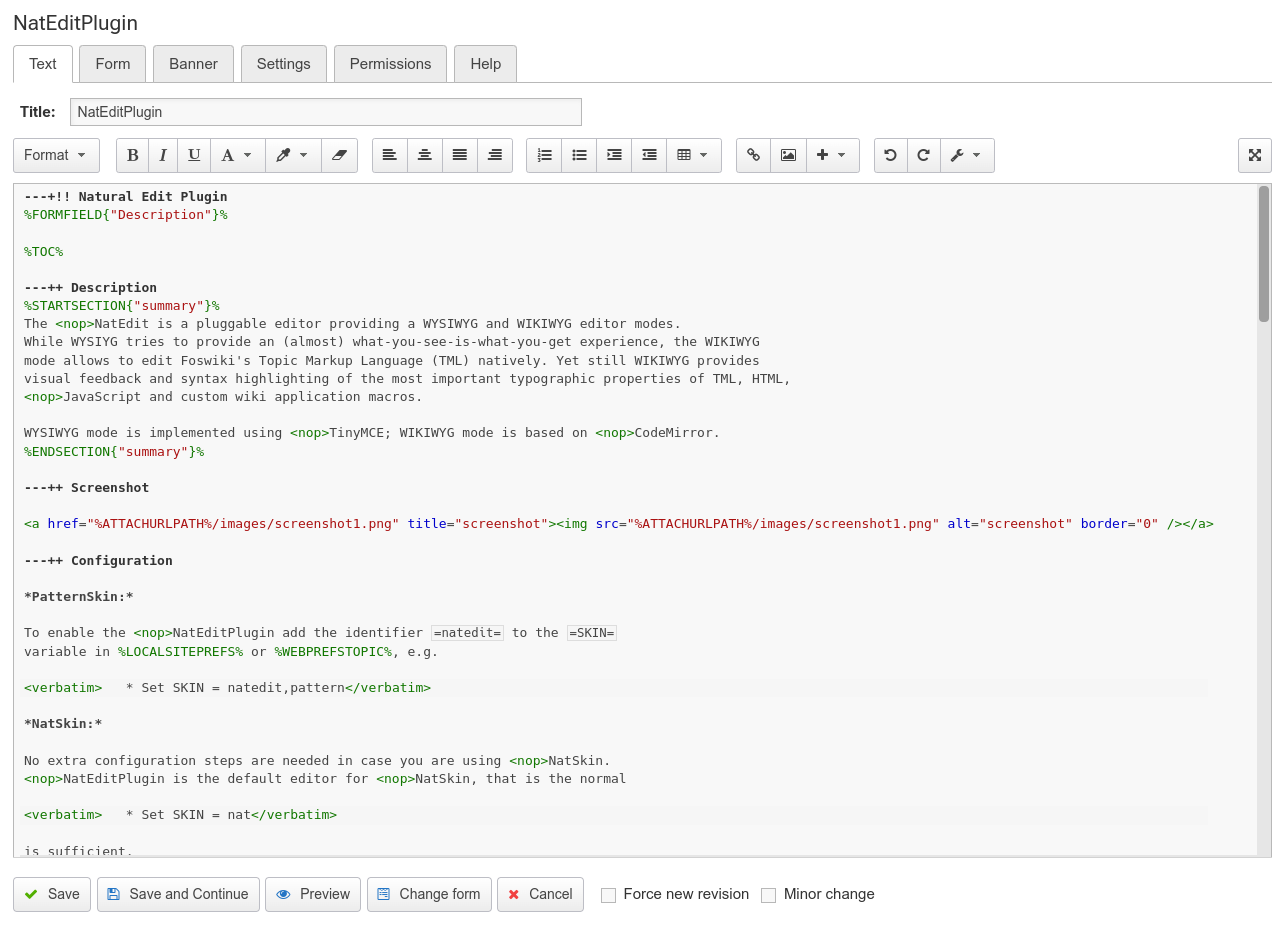 NatEditPlugin
Text Form Banner Settings Permissions Help
Title: NatEditPlugin
Format B I U A
---+!! Natural Edit Plugin
%FORMFIELD{"Description"}%
%TOC%
---++ Description
%STARTSECTION{"summary"}%
The <nop>NatEdit is a pluggable editor providing a WYSIWYG and WIKIWYG editor modes.
While WYSIYG tries to provide an (almost) what-you-see-is-what-you-get experience, the WIKIWYG
mode allows to edit Foswiki's Topic Markup Language (TML) natively. Yet still WIKIWYG provides
visual feedback and syntax highlighting of the most important typographic properties of TML, HTML,
<nop>JavaScript and custom wiki application macros.
WYSIWYG mode is implemented using <nop>TinyMCE; WIKIWYG mode is based on <nop>CodeMirror.
%ENDSECTION{"summary"}%
---++ Screenshot
<a href="%ATTACHURLPATH%/images/screenshot1.png" title="screenshot"><img src="%ATTACHURLPATH%/images/screenshot1.png" alt="screenshot" border="0" /></a>
---++ Configuration
*PatternSkin:*
To enable the <nop>NatEditPlugin add the identifier =natedit= to the =SKIN=
variable in %LOCALSITEPREFS% or %WEBPREFSTOPIC%, e.g.
<verbatim>   * Set SKIN = natedit,pattern</verbatim>
*NatSkin:*
No extra configuration steps are needed in case you are using <nop>NatSkin.
<nop>NatEditPlugin is the default editor for <nop>NatSkin, that is the normal
<verbatim>   * Set SKIN = nat</verbatim>
is sufficient.
Save Save and Continue Preview Change form Cancel Force new revision Minor change